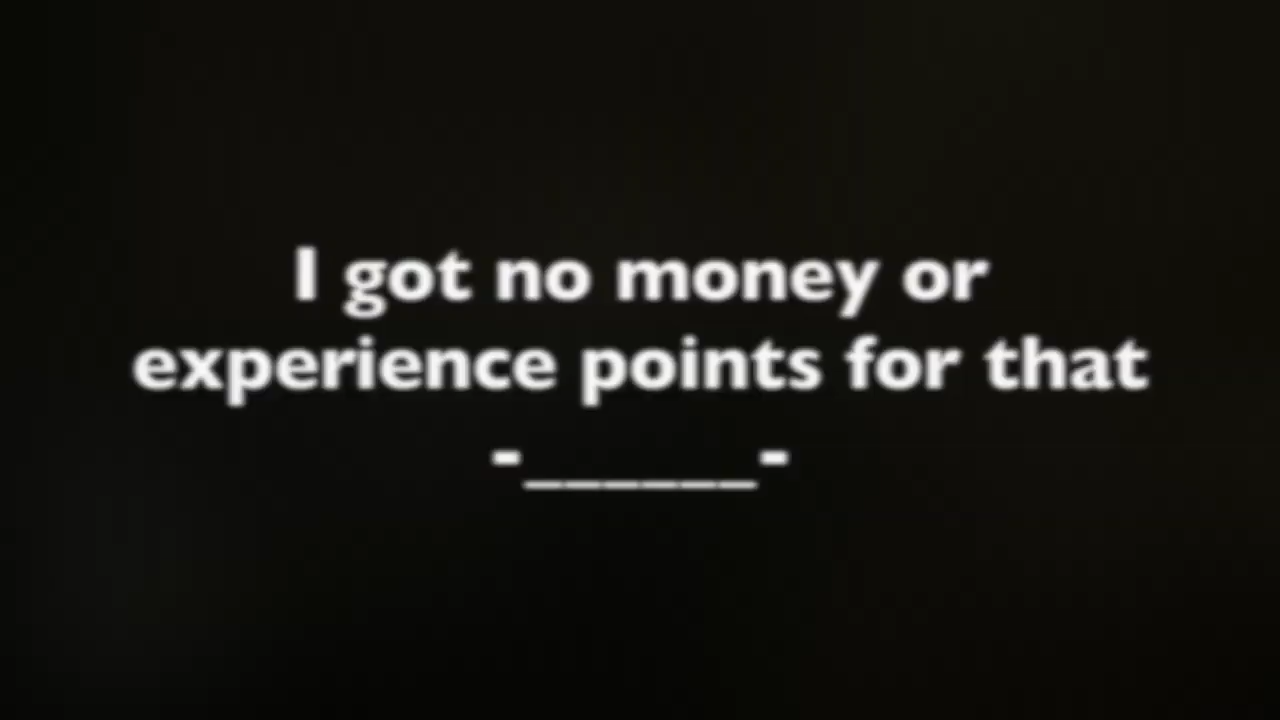 I got no money or
experience points for that
-______-